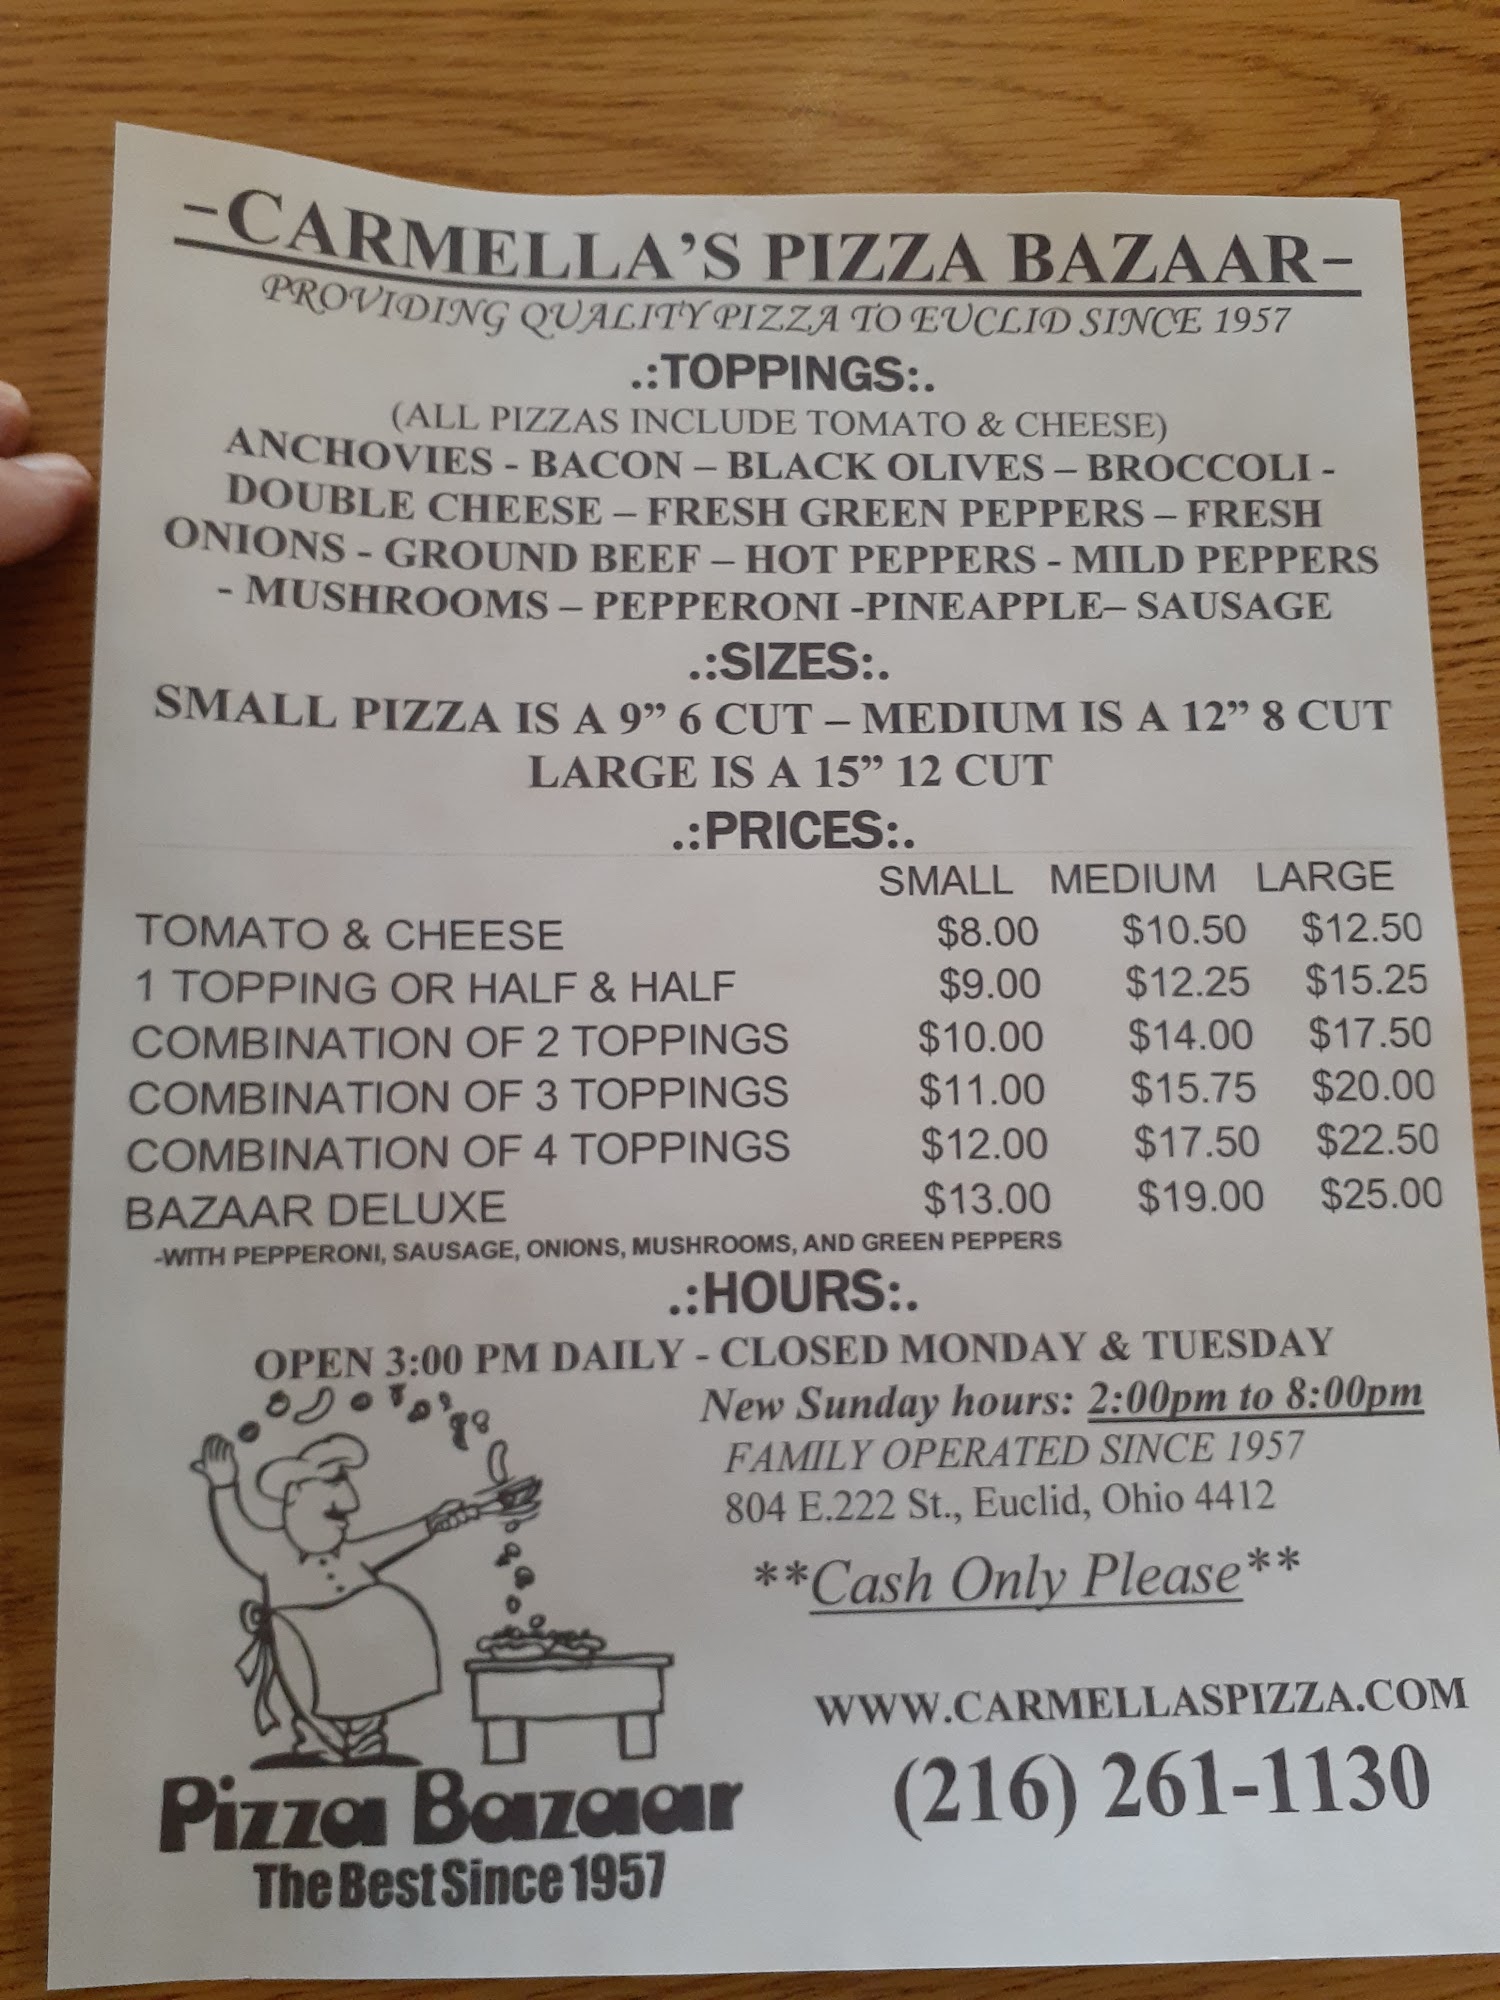 -CARMELLA'S PIZZA BAZAAR-
PROVIDING QUALITY PIZZA TO EUCLID SINCE 1957
.:TOPPINGS:.
(ALL PIZZAS INCLUDE TOMATO & CHEESE)
ANCHOVIES - BACON – BLACK OLIVES – BROCCOLI -
DOUBLE CHEESE – FRESH GREEN PEPPERS – FRESH
ONIONS - GROUND BEEF – HOT PEPPERS - MILD PEPPERS
- MUSHROOMS – PEPPERONI -PINEAPPLE– SAUSAGE
.:SIZES:.
SMALL PIZZA IS A 9” 6 CUT – MEDIUM IS A 12” 8 CUT
LARGE IS A 15” 12 CUT
.:PRICES:.
SMALL MEDIUM LARGE
TOMATO & CHEESE $8.00 $10.50 $12.50
1 TOPPING OR HALF & HALF $9.00 $12.25 $15.25
COMBINATION OF 2 TOPPINGS $10.00 $14.00 $17.50
COMBINATION OF 3 TOPPINGS $11.00 $15.75 $20.00
COMBINATION OF 4 TOPPINGS $12.00 $17.50 $22.50
BAZAAR DELUXE $13.00 $19.00 $25.00
-WITH PEPPERONI, SAUSAGE, ONIONS, MUSHROOMS, AND GREEN PEPPERS
.:HOURS:.
OPEN 3:00 PM DAILY - CLOSED MONDAY & TUESDAY
New Sunday hours: 2:00pm to 8:00pm
FAMILY OPERATED SINCE 1957
804 E.222 St., Euclid, Ohio 4412
**Cash Only Please**
WWW.CARMELLASPIZZA.COM
(216) 261-1130
Pizza Bazaar
The Best Since 1957